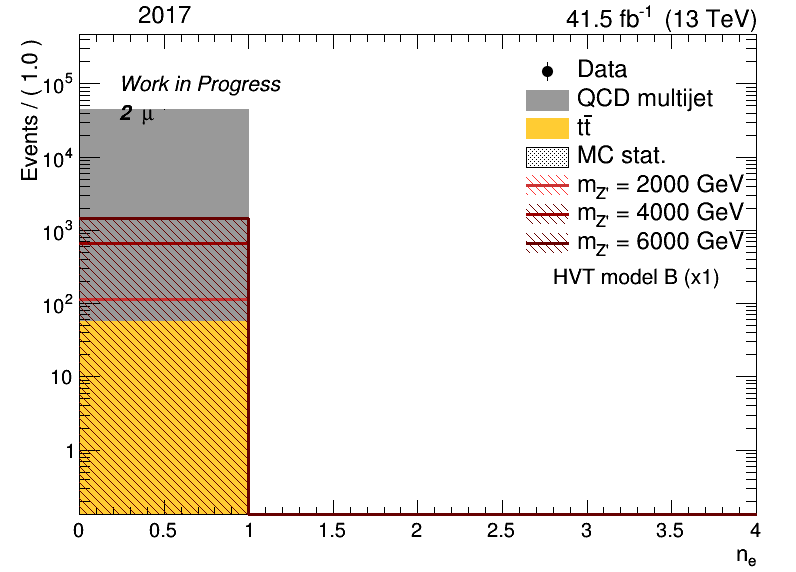 2017
41.5 fb⁻¹ (13 TeV)
Events / ( 1.0 )
Work in Progress
2 μ
Data
QCD multijet
tt̄
MC stat.
m_Z' = 2000 GeV
m_Z' = 4000 GeV
m_Z' = 6000 GeV
HVT model B (x1)
10⁵
10⁴
10³
10²
10
1
0 0.5 1 1.5 2 2.5 3 3.5 4
n_e